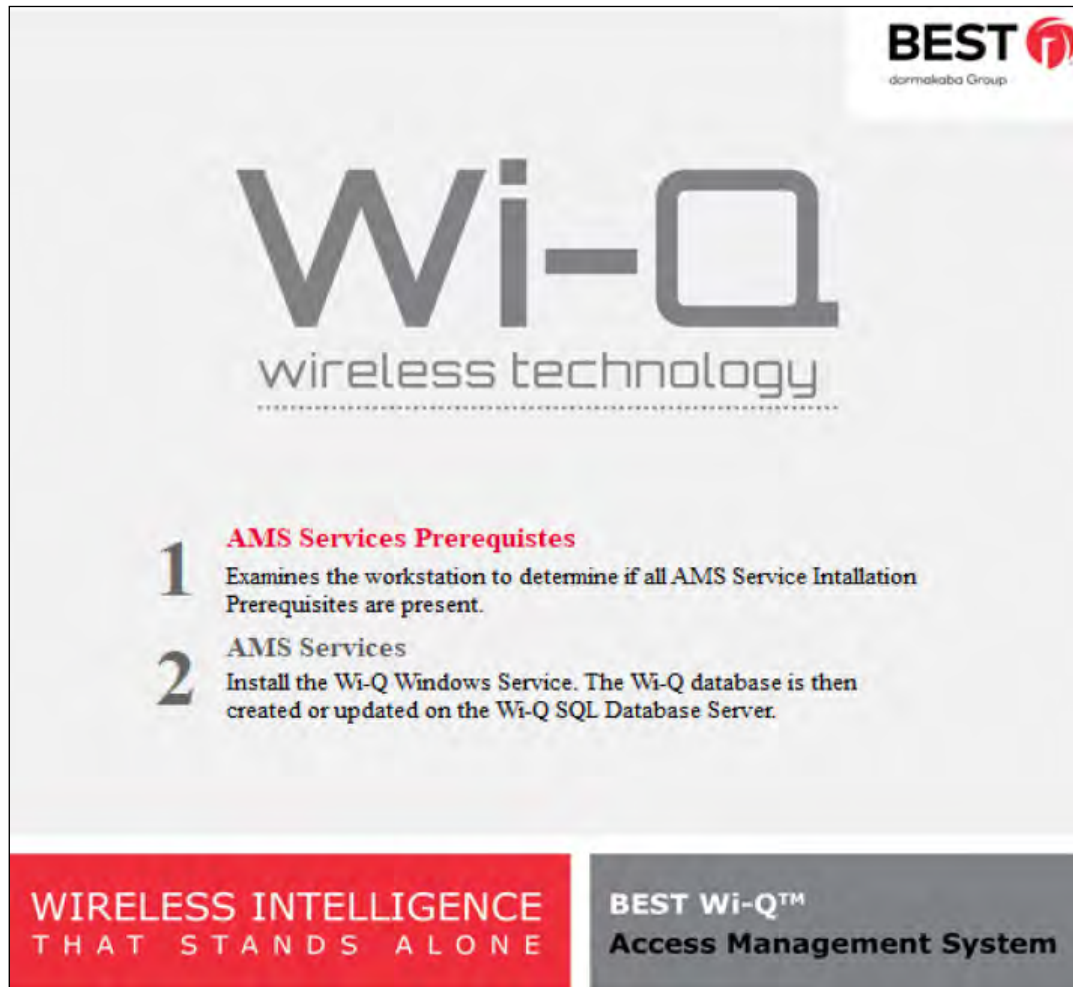 BEST
dormakaba Group
Wi-Q
wireless technology
1
AMS Services Prerequistes
Examines the workstation to determine if all AMS Service Intallation
Prerequisites are present.
2
AMS Services
Install the Wi-Q Windows Service. The Wi-Q database is then
created or updated on the Wi-Q SQL Database Server.
WIRELESS INTELLIGENCE
THAT STANDS ALONE
BEST Wi-Q™
Access Management System